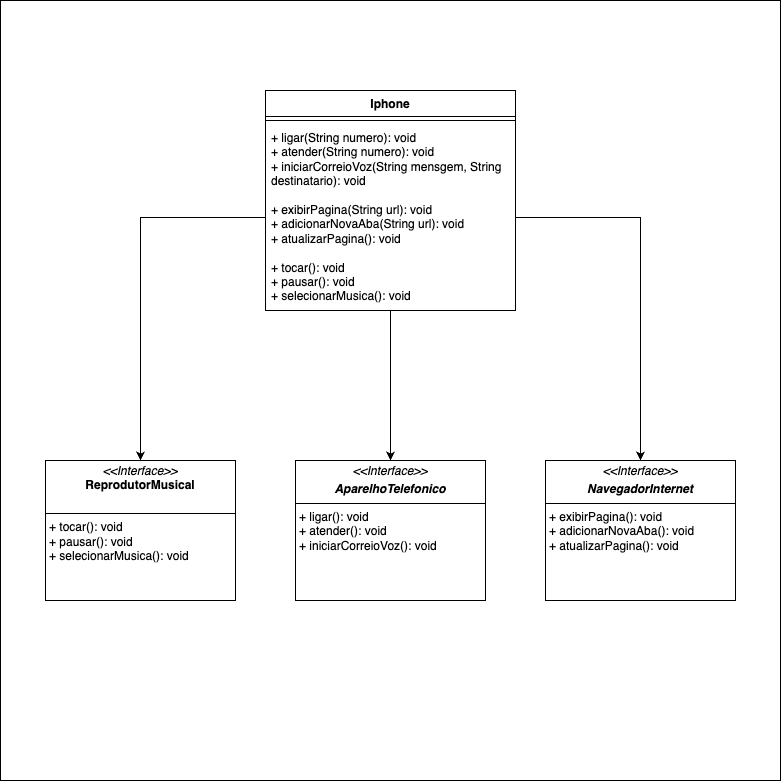 Iphone
+ ligar(String numero): void
+ atender(String numero): void
+ iniciarCorreioVoz(String mensgem, String
destinatario): void
+ exibirPagina(String url): void
+ adicionarNovaAba(String url): void
+ atualizarPagina(): void
+ tocar(): void
+ pausar(): void
+ selecionarMusica(): void
<<Interface>>
ReprodutorMusical
+ tocar(): void
+ pausar(): void
+ selecionarMusica(): void
<<Interface>>
AparelhoTelefonico
+ ligar(): void
+ atender(): void
+ iniciarCorreioVoz(): void
<<Interface>>
NavegadorInternet
+ exibirPagina(): void
+ adicionarNovaAba(): void
+ atualizarPagina(): void